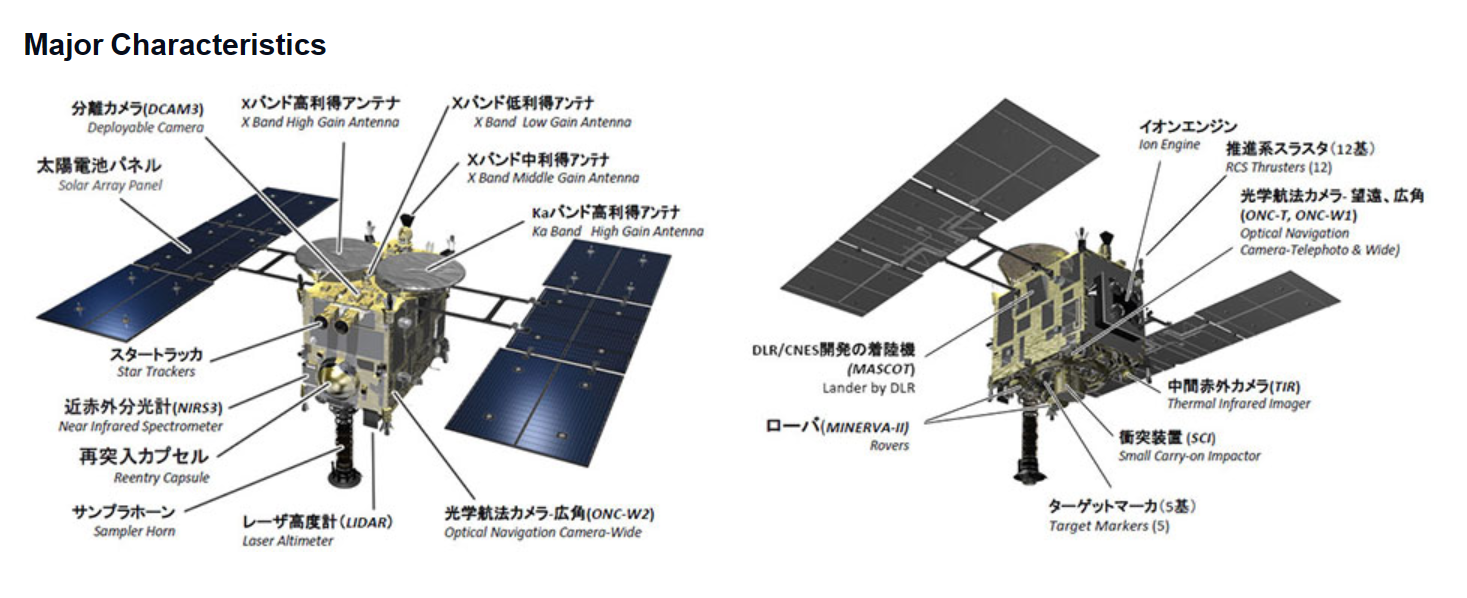 Major Characteristics
分離カメラ(DCAM3)
Deployable Camera
Xバンド高利得アンテナ
X Band High Gain Antenna
Xバンド低利得アンテナ
X Band Low Gain Antenna
太陽電池パネル
Solar Array Panel
Xバンド中利得アンテナ
X Band Middle Gain Antenna
Kaバンド高利得アンテナ
Ka Band High Gain Antenna
スタートラッカ
Star Trackers
近赤外分光計(NIRS3)
Near Infrared Spectrometer
再突入カプセル
Reentry Capsule
サンプラホーン
Sampler Horn
レーザ高度計(LIDAR)
Laser Altimeter
光学航法カメラ-広角(ONC-W2)
Optical Navigation Camera-Wide
イオンエンジン
Ion Engine
推進系スラスタ(12基)
RCS Thrusters (12)
光学航法カメラ- 望遠、広角
(ONC-T, ONC-W1)
Optical Navigation
Camera-Telephoto & Wide)
DLR/CNES開発の着陸機
(MASCOT)
Lander by DLR
ローバ(MINERVA-II)
Rovers
中間赤外カメラ(TIR)
Thermal Infrared Imager
衝突装置 (SCI)
Small Carry-on Impactor
ターゲットマーカ(5基)
Target Markers (5)